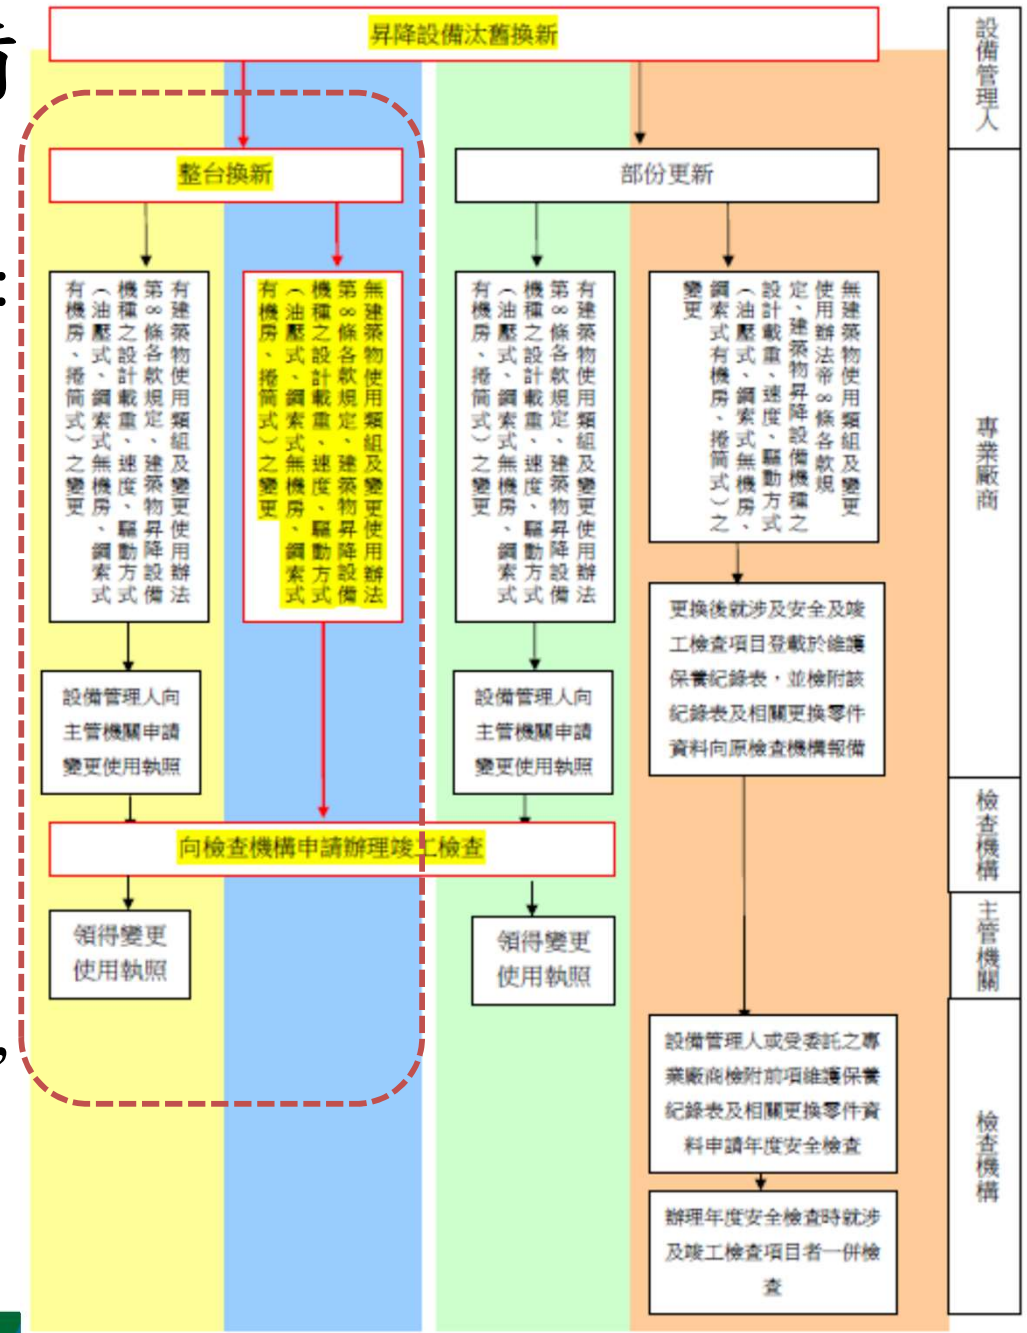 昇降設備汰舊換新
設備管理人
整台換新
部份更新
有建築物使用類組及變更使用辦法
第8條各款規定、建築物昇降設備
機種之設計載重、速度、驅動方式
（油壓式、鋼索式無機房、鋼索式
有機房、捲筒式）之變更
無建築物使用類組及變更使用辦法
第8條各款規定、建築物昇降設備
機種之設計載重、速度、驅動方式
（油壓式、鋼索式無機房、鋼索式
有機房、捲筒式）之變更
有建築物使用類組及變更使用辦法
第8條各款規定、建築物昇降設備
機種之設計載重、速度、驅動方式
（油壓式、鋼索式無機房、鋼索式
有機房、捲筒式）之變更
無建築物使用類組及變更
使用辦法帝8條各款規
定、建築物昇降設備機種之
設計載重、速度、驅動方式
（油壓式、鋼索式無機房、
鋼索式有機房、捲筒式）之
變更
專業廠商
更換後就涉及安全及竣
工檢查項目登載於維護
保養紀錄表，並檢附該
紀錄表及相關更換零件
資料向原檢查機構報備
設備管理人向
主管機關申請
變更使用執照
設備管理人向
主管機關申請
變更使用執照
向檢查機構申請辦理竣工檢查
檢查機構
領得變更
使用執照
領得變更
使用執照
主管機關
設備管理人或受委託之專
業廠商檢附前項維護保養
紀錄表及相關更換零件資
料申請年度安全檢查
檢查機構
辦理年度安全檢查時就涉
及竣工檢查項目者一併檢
查